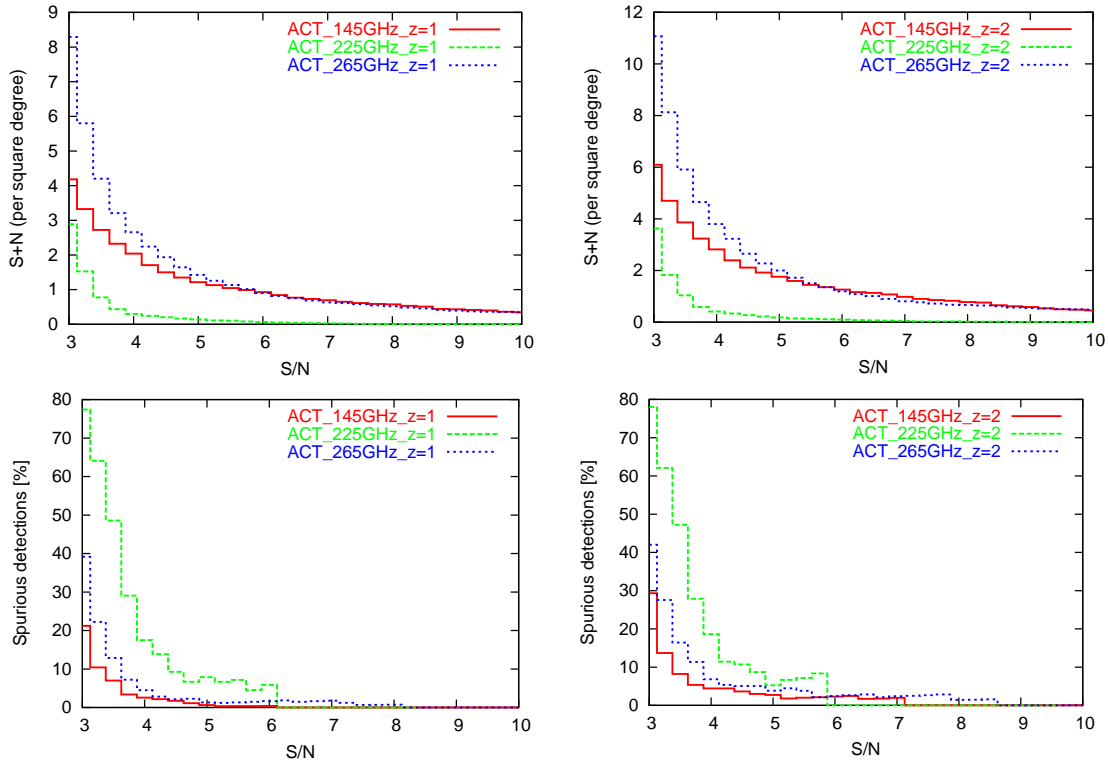 S+N (per square degree)
9
8
7
6
5
4
3
2
1
0
ACT_145GHz_z=1
ACT_225GHz_z=1
ACT_265GHz_z=1
3 4 5 6 7 8 9 10
S/N
S+N (per square degree)
12
10
8
6
4
2
0
ACT_145GHz_z=2
ACT_225GHz_z=2
ACT_265GHz_z=2
3 4 5 6 7 8 9 10
S/N
Spurious detections [%]
80
70
60
50
40
30
20
10
0
ACT_145GHz_z=1
ACT_225GHz_z=1
ACT_265GHz_z=1
3 4 5 6 7 8 9 10
S/N
Spurious detections [%]
80
70
60
50
40
30
20
10
0
ACT_145GHz_z=2
ACT_225GHz_z=2
ACT_265GHz_z=2
3 4 5 6 7 8 9 10
S/N